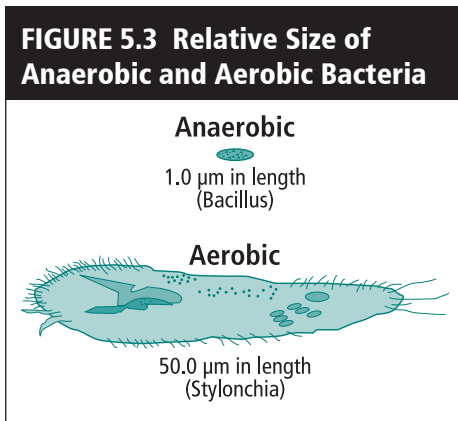 FIGURE 5.3 Relative Size of
Anaerobic and Aerobic Bacteria
Anaerobic
1.0 µm in length
(Bacillus)
Aerobic
50.0 µm in length
(Stylonchia)